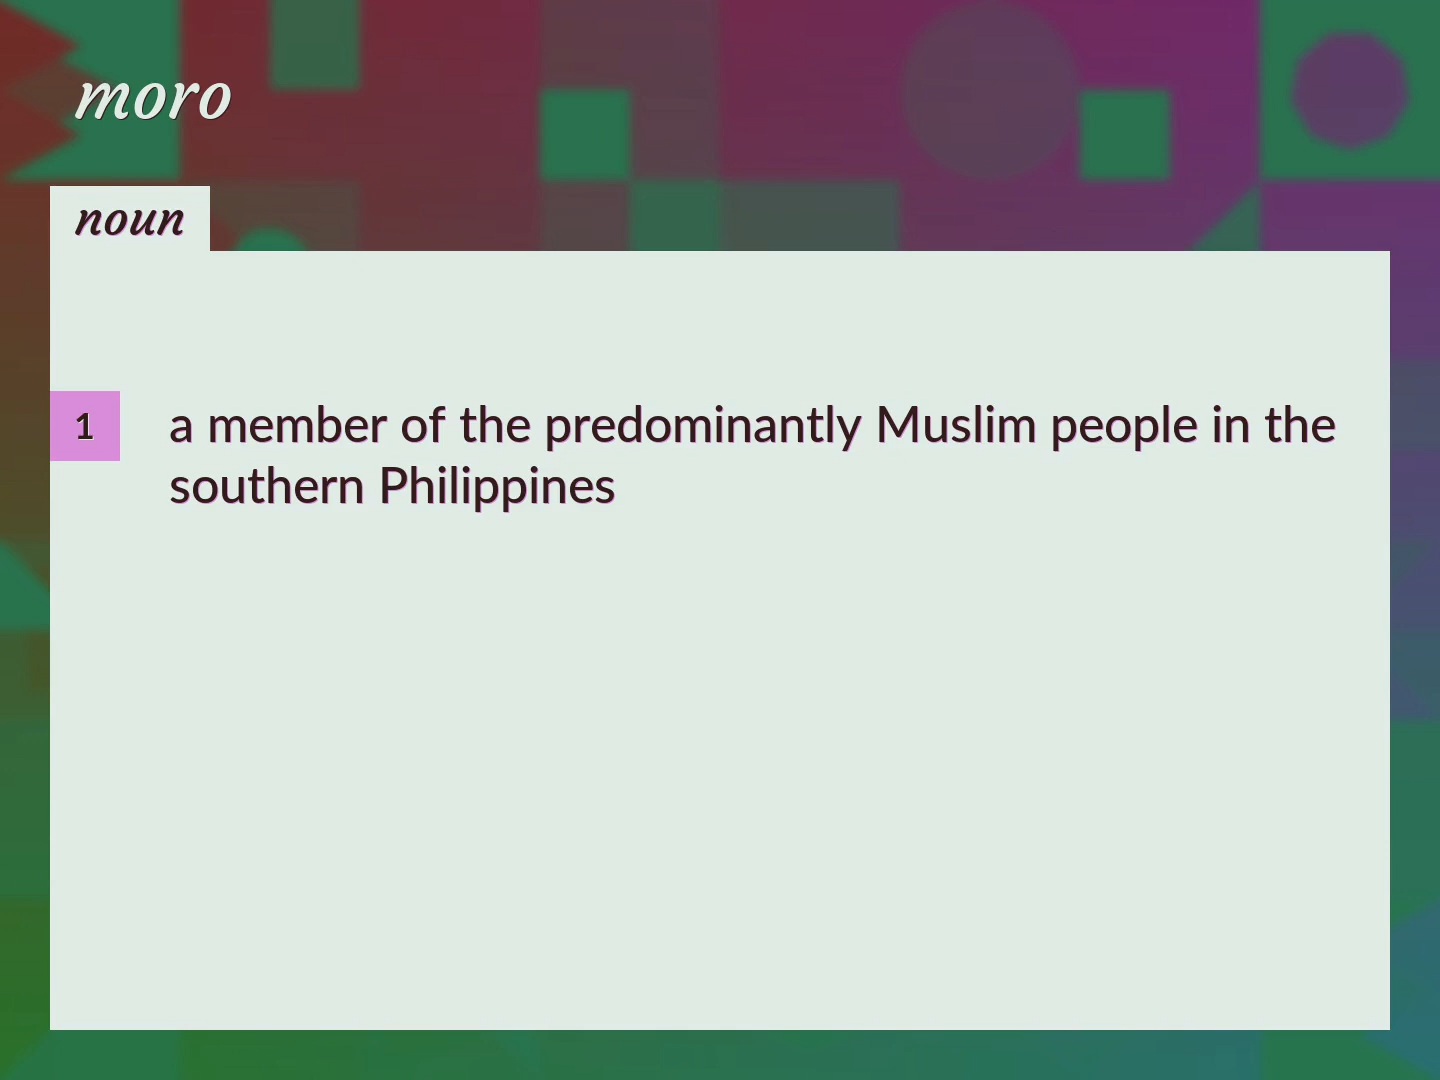 moro
noun
1
a member of the predominantly Muslim people in the
southern Philippines